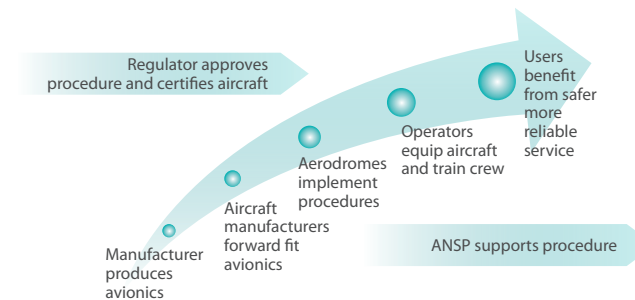 Regulator approves
procedure and certifies aircraft
Users
benefit
from safer
more
reliable
service
Operators
equip aircraft
and train crew
Aerodromes
implement
procedures
Aircraft
manufacturers
forward fit
avionics
Manufacturer
produces
avionics
ANSP supports procedure